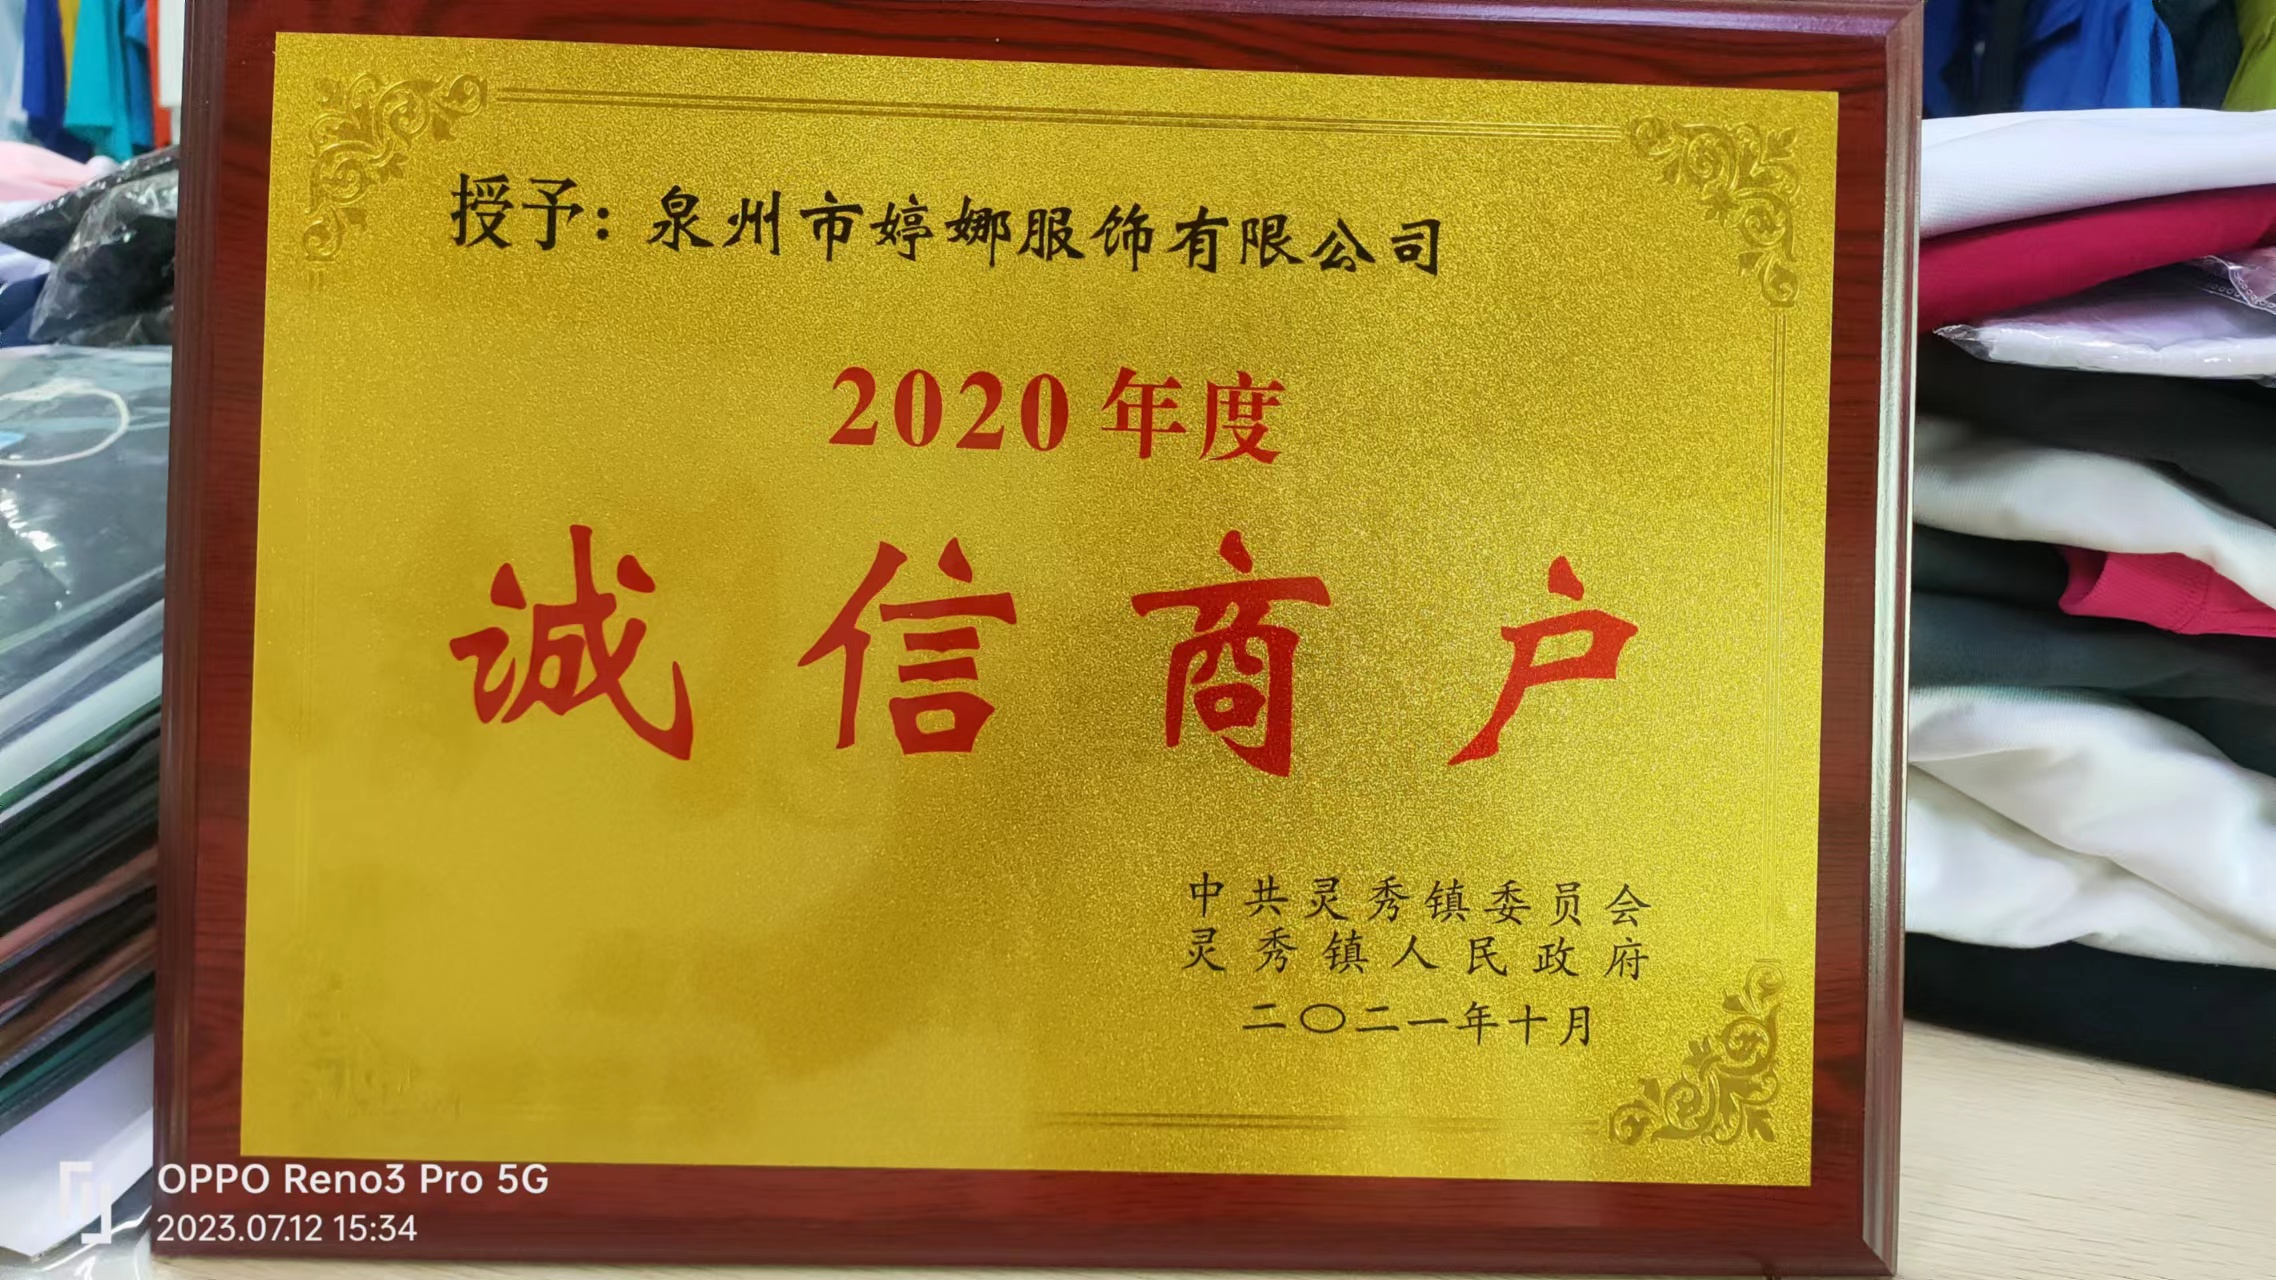 授予：泉州市婷娜服饰有限公司
2020年度
诚信商户
中共灵秀镇委员会
灵秀镇人民政府
二〇二一年十月
OPPO Reno3 Pro 5G
2023.07.12 15:34